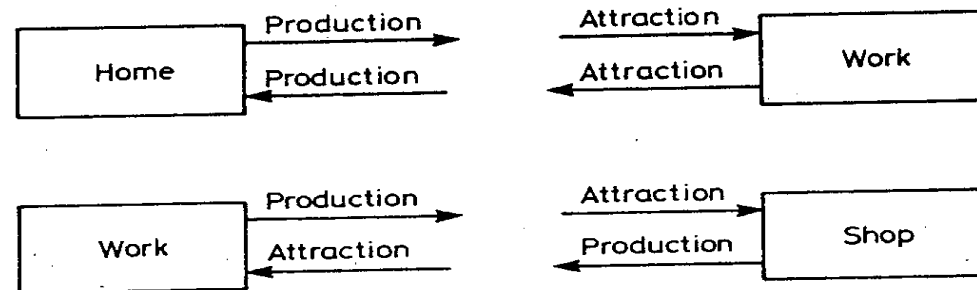 Production Attraction
Home Production Attraction Work
Production Attraction
Work Attraction Production Shop